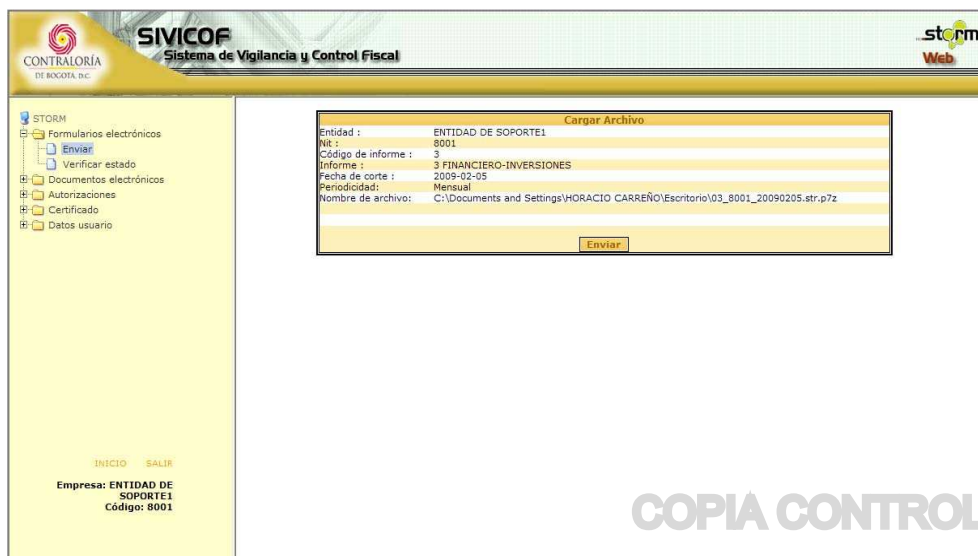 CONTRALORÍA
DE BOGOTÁ, D.C.
SIVICOF
Sistema de Vigilancia y Control Fiscal
storm
Web
STORM
Formularios electrónicos
Enviar
Verificar estado
Documentos electrónicos
Autorizaciones
Certificado
Datos usuario
INICIO SALIR
Empresa: ENTIDAD DE
SOPORTE1
Código: 8001
Cargar Archivo
Entidad : ENTIDAD DE SOPORTE1
Nit : 8001
Código de informe : 3
Informe : 3 FINANCIERO-INVERSIONES
Fecha de corte : 2009-02-05
Periodicidad: Mensual
Nombre de archivo: C:\Documents and Settings\HORACIO CARREÑO\Escritorio\03_8001_20090205.str.p7z
Enviar
COPIA CONTROL